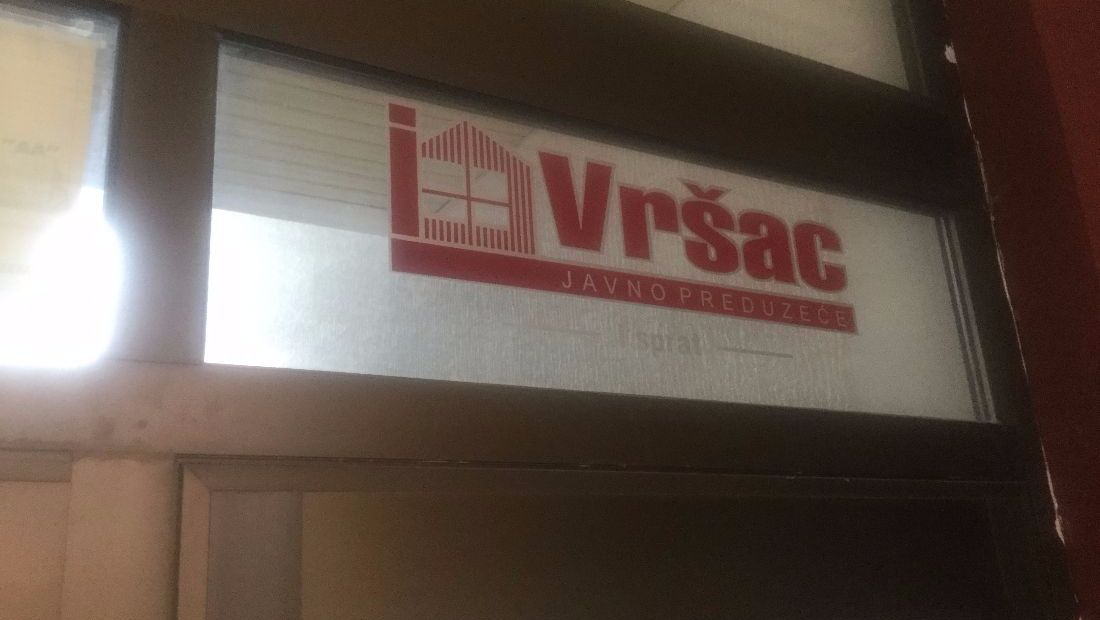 i Vršac
JAVNO PREDUZEĆE
I sprat